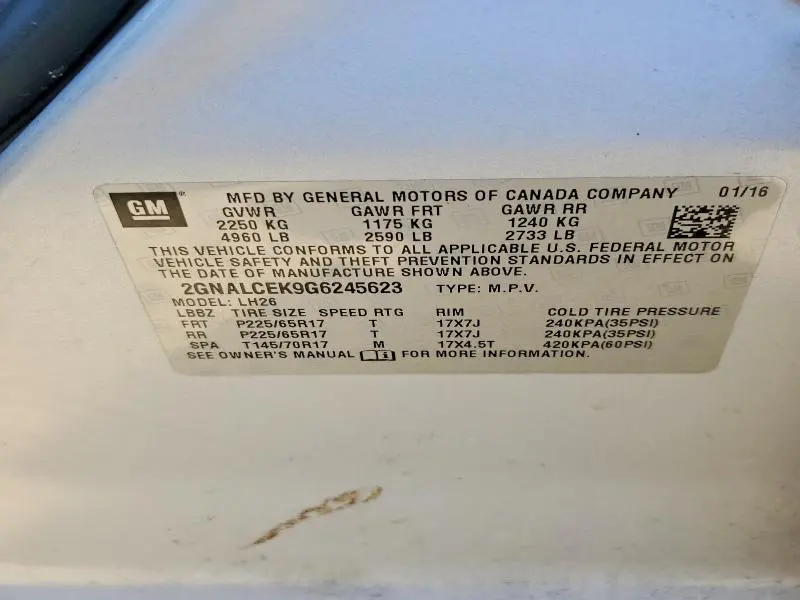 GM® MFD BY GENERAL MOTORS OF CANADA COMPANY 01/16
GVWR GAWR FRT GAWR RR
2250 KG 1175 KG 1240 KG
4960 LB 2590 LB 2733 LB
THIS VEHICLE CONFORMS TO ALL APPLICABLE U.S. FEDERAL MOTOR
VEHICLE SAFETY AND THEFT PREVENTION STANDARDS IN EFFECT ON
THE DATE OF MANUFACTURE SHOWN ABOVE.
2GNALCEK9G6245623 TYPE: M.P.V.
MODEL: LH26
LBBZ TIRE SIZE SPEED RTG RIM COLD TIRE PRESSURE
FRT P225/65R17 T 17X7J 240KPA(35PSI)
RR P225/65R17 T 17X7J 240KPA(35PSI)
SPA T145/70R17 M 17X4.5T 420KPA(60PSI)
SEE OWNER'S MANUAL i FOR MORE INFORMATION.